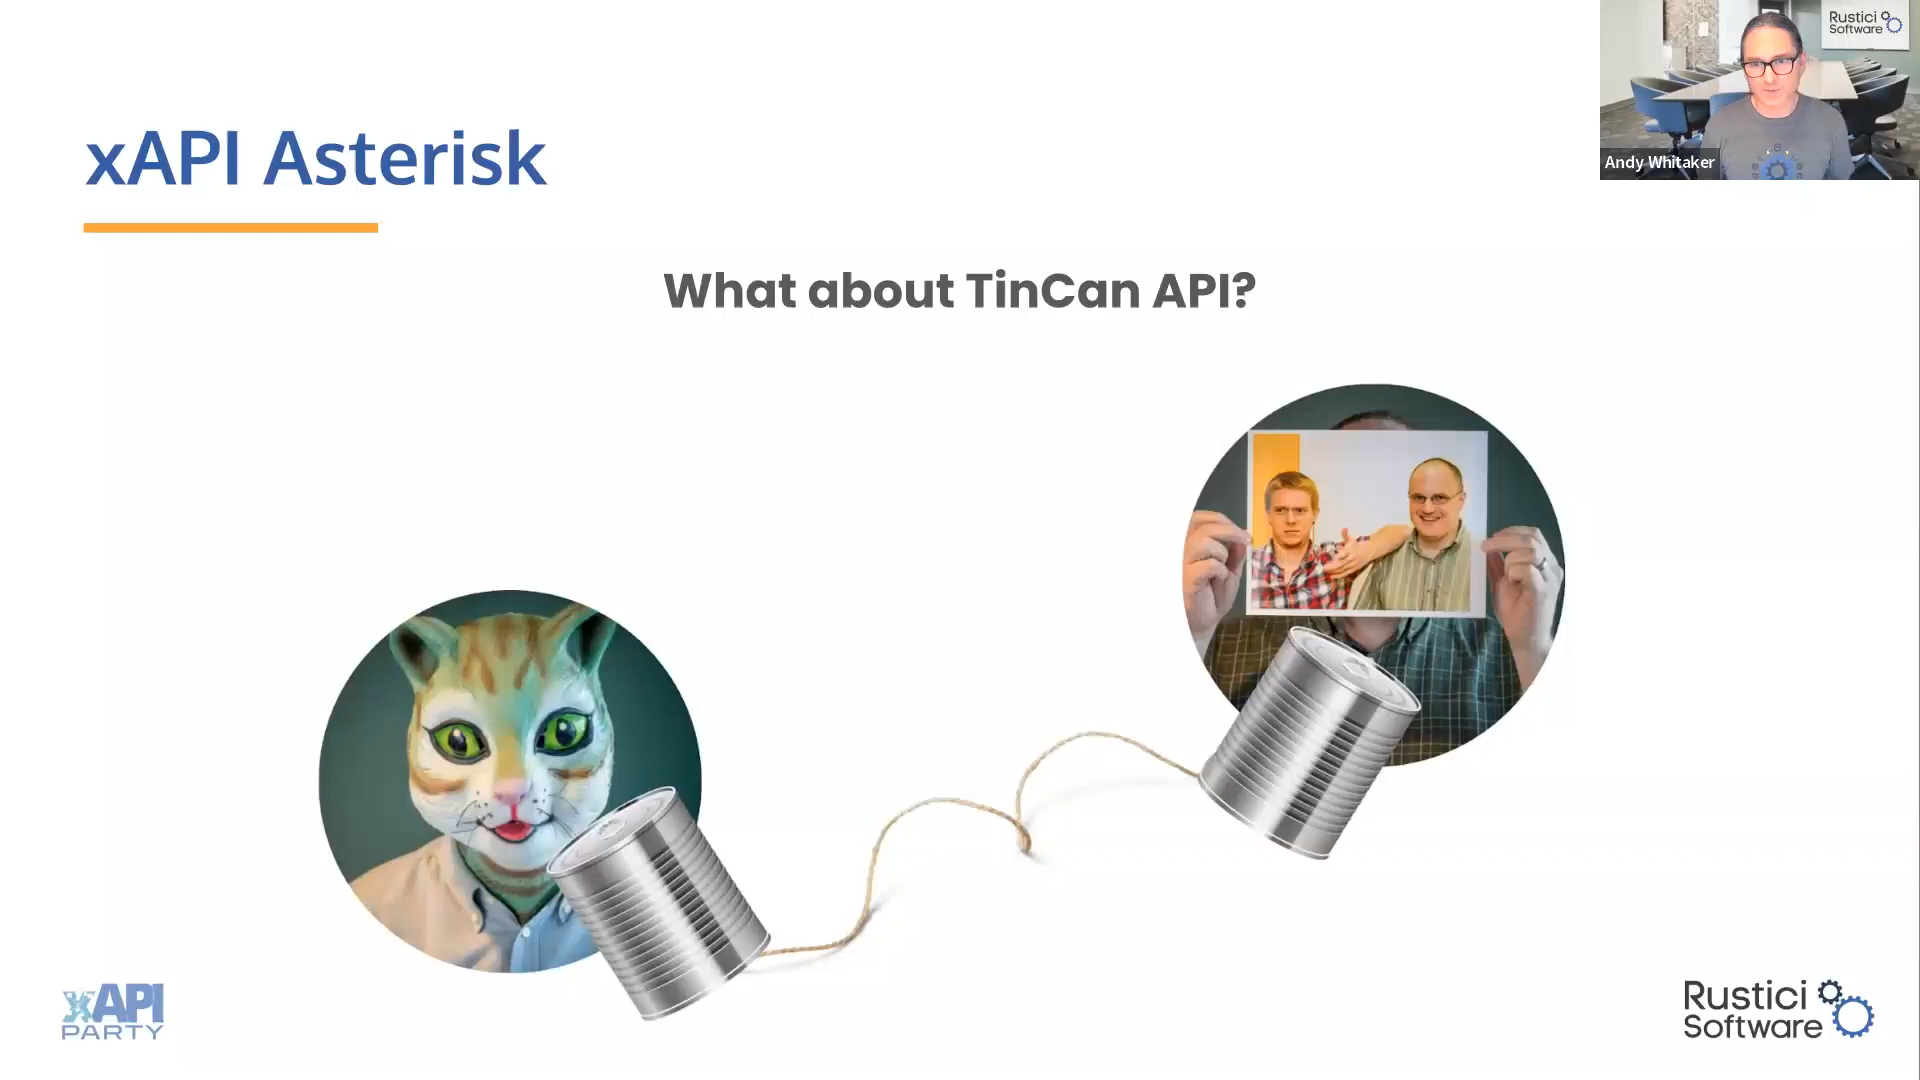 xAPI Asterisk
Rustici
Software
Andy Whitaker
What about TinCan API?
xAPI
PARTY
Rustici
Software